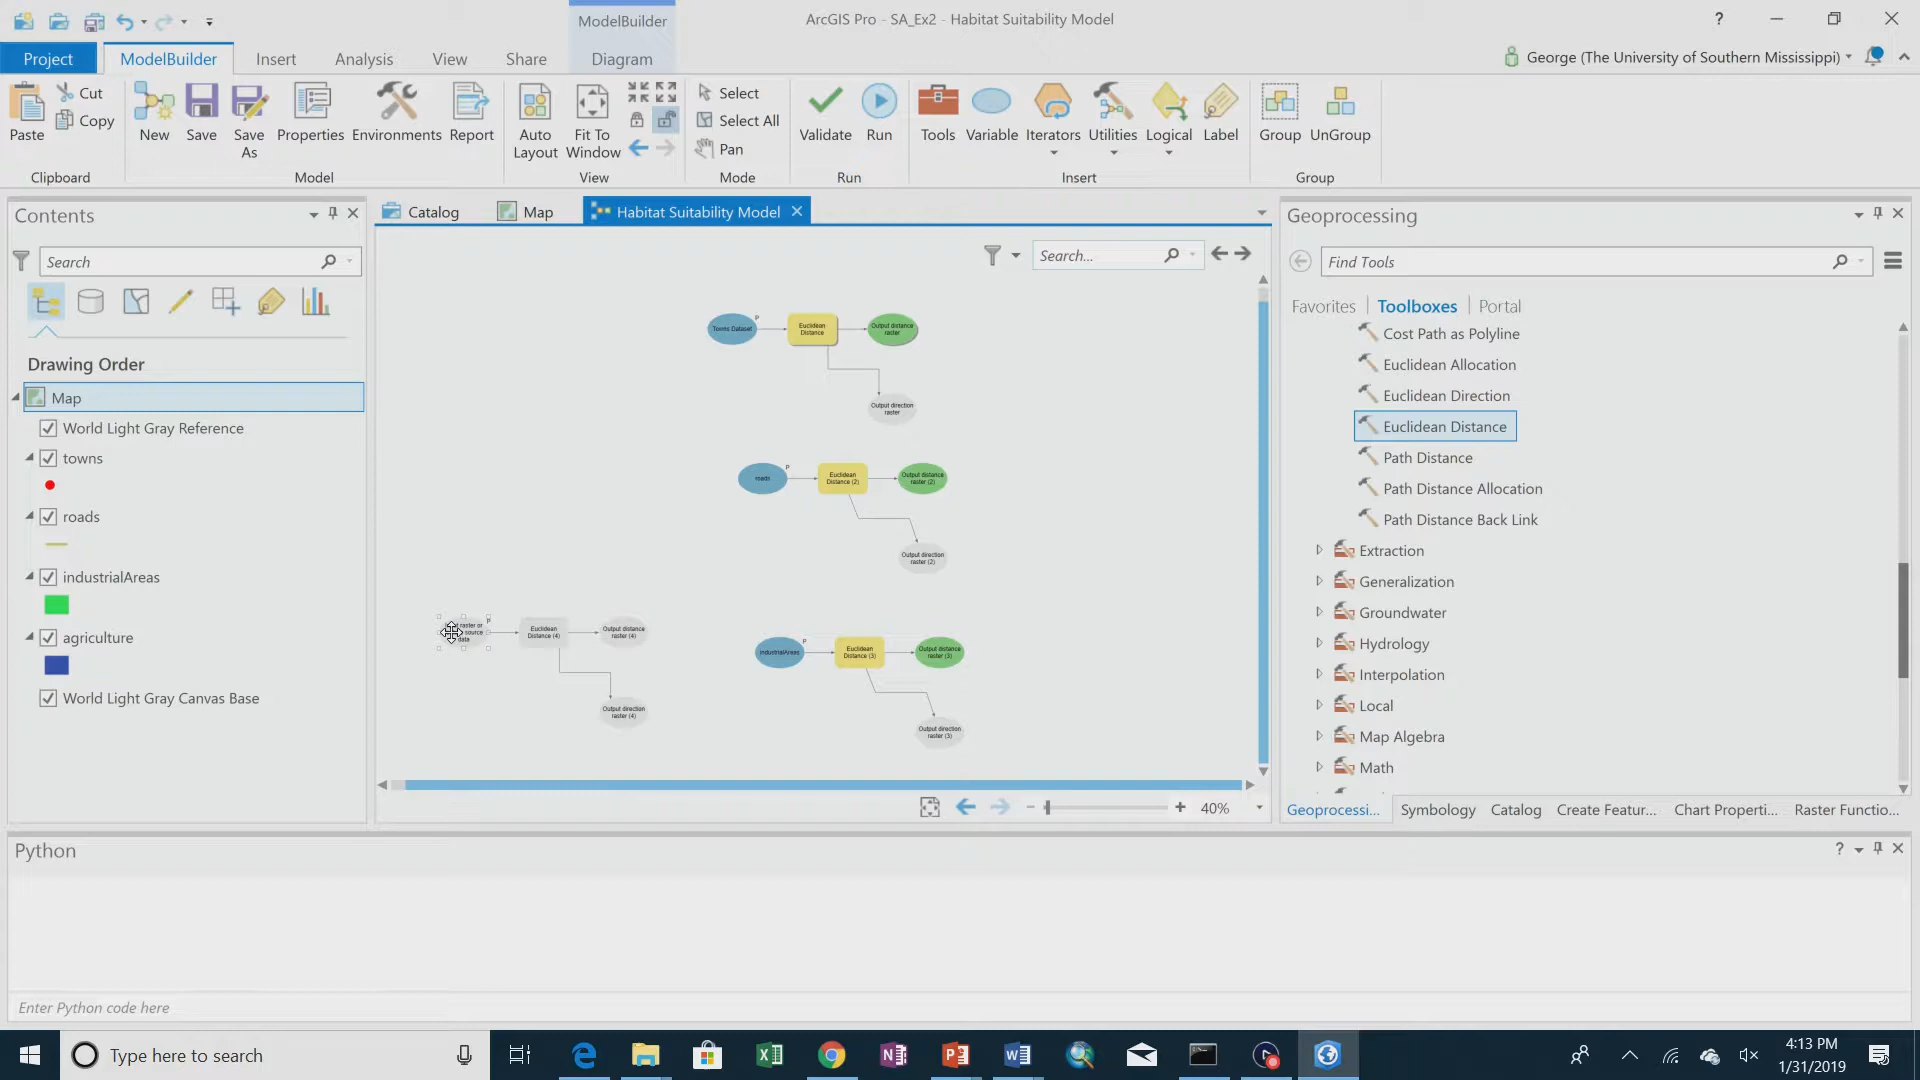 ModelBuilder
ArcGIS Pro - SA_Ex2 - Habitat Suitability Model
?
Project
ModelBuilder
Insert
Analysis
View
Share
Diagram
George (The University of Southern Mississippi)
Paste
Cut
Copy
Clipboard
New
Save
Save As
Properties
Environments
Report
Model
Auto Layout
Fit To Window
View
Select
Select All
Pan
Mode
Validate
Run
Run
Tools
Variable
Iterators
Utilities
Logical
Label
Insert
Group
UnGroup
Group
Contents
Search
Drawing Order
Map
World Light Gray Reference
towns
roads
industrialAreas
agriculture
World Light Gray Canvas Base
Catalog
Map
Habitat Suitability Model
Search...
Towns Dataset
P
Euclidean
Distance
Output distance
raster
Output direction
raster
roads
P
Euclidean
Distance (2)
Output distance
raster (2)
Output direction
raster (2)
raster or
source
data
P
Euclidean
Distance (4)
Output distance
raster (4)
Output direction
raster (4)
industrialAreas
P
Euclidean
Distance (3)
Output distance
raster (3)
Output direction
raster (3)
40%
Geoprocessing
Find Tools
Favorites
Toolboxes
Portal
Cost Path as Polyline
Euclidean Allocation
Euclidean Direction
Euclidean Distance
Path Distance
Path Distance Allocation
Path Distance Back Link
Extraction
Generalization
Groundwater
Hydrology
Interpolation
Local
Map Algebra
Math
Geoprocessi...
Symbology
Catalog
Create Featur...
Chart Properti...
Raster Functio...
Python
?
Enter Python code here
Type here to search
4:13 PM
1/31/2019